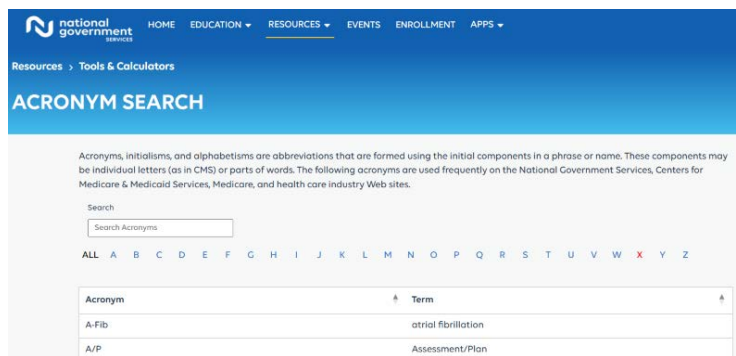 national
government
SERVICES
HOME EDUCATION RESOURCES EVENTS ENROLLMENT APPS
Resources > Tools & Calculators
ACRONYM SEARCH
Acronyms, initialisms, and alphabetisms are abbreviations that are formed using the initial components in a phrase or name. These components may
be individual letters (as in CMS) or parts of words. The following acronyms are used frequently on the National Government Services, Centers for
Medicare & Medicaid Services, Medicare, and health care industry Web sites.
Search
Search Acronyms
ALL A B C D E F G H I J K L M N O P Q R S T U V W X Y Z
Acronym Term
A-Fib atrial fibrillation
A/P Assessment/Plan